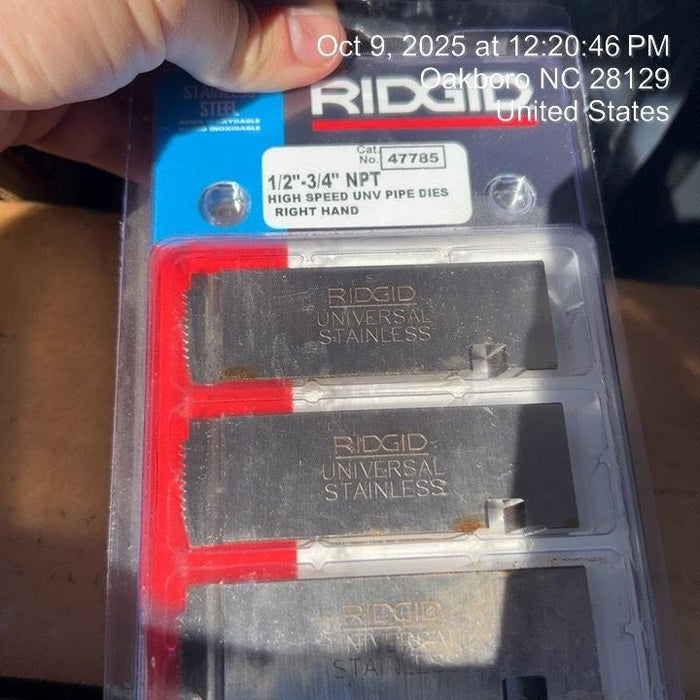 Oct 9, 2025 at 12:20:46 PM
Oakboro NC 28129
United States
STAINLESS
STEEL
RIDGID
Cat.
No. 47785
1/2"-3/4" NPT
HIGH SPEED UNV PIPE DIES
RIGHT HAND
RIDGID
UNIVERSAL
STAINLESS
RIDGID
UNIVERSAL
STAINLESS
RIDGID
UNIVERSAL
STAINLESS